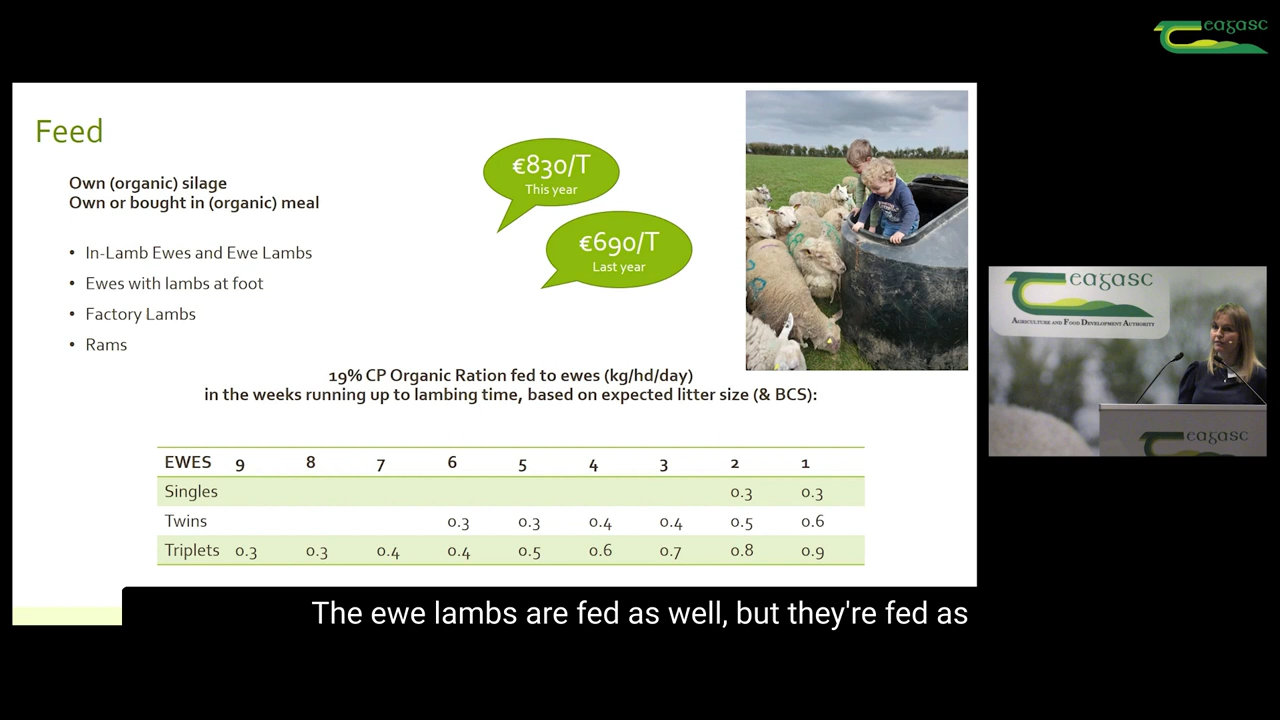 eagasc
Feed
Own (organic) silage
Own or bought in (organic) meal
• In-Lamb Ewes and Ewe Lambs
• Ewes with lambs at foot
• Factory Lambs
• Rams
€830/T
This year
€690/T
Last year
19% CP Organic Ration fed to ewes (kg/hd/day)
in the weeks running up to lambing time, based on expected litter size (& BCS):
EWES 9 8 7 6 5 4 3 2 1
Singles 0.3 0.3
Twins 0.3 0.3 0.4 0.4 0.5 0.6
Triplets 0.3 0.3 0.4 0.4 0.5 0.6 0.7 0.8 0.9
eagasc
Agriculture and Food Development Authority
eagasc
The ewe lambs are fed as well, but they're fed as